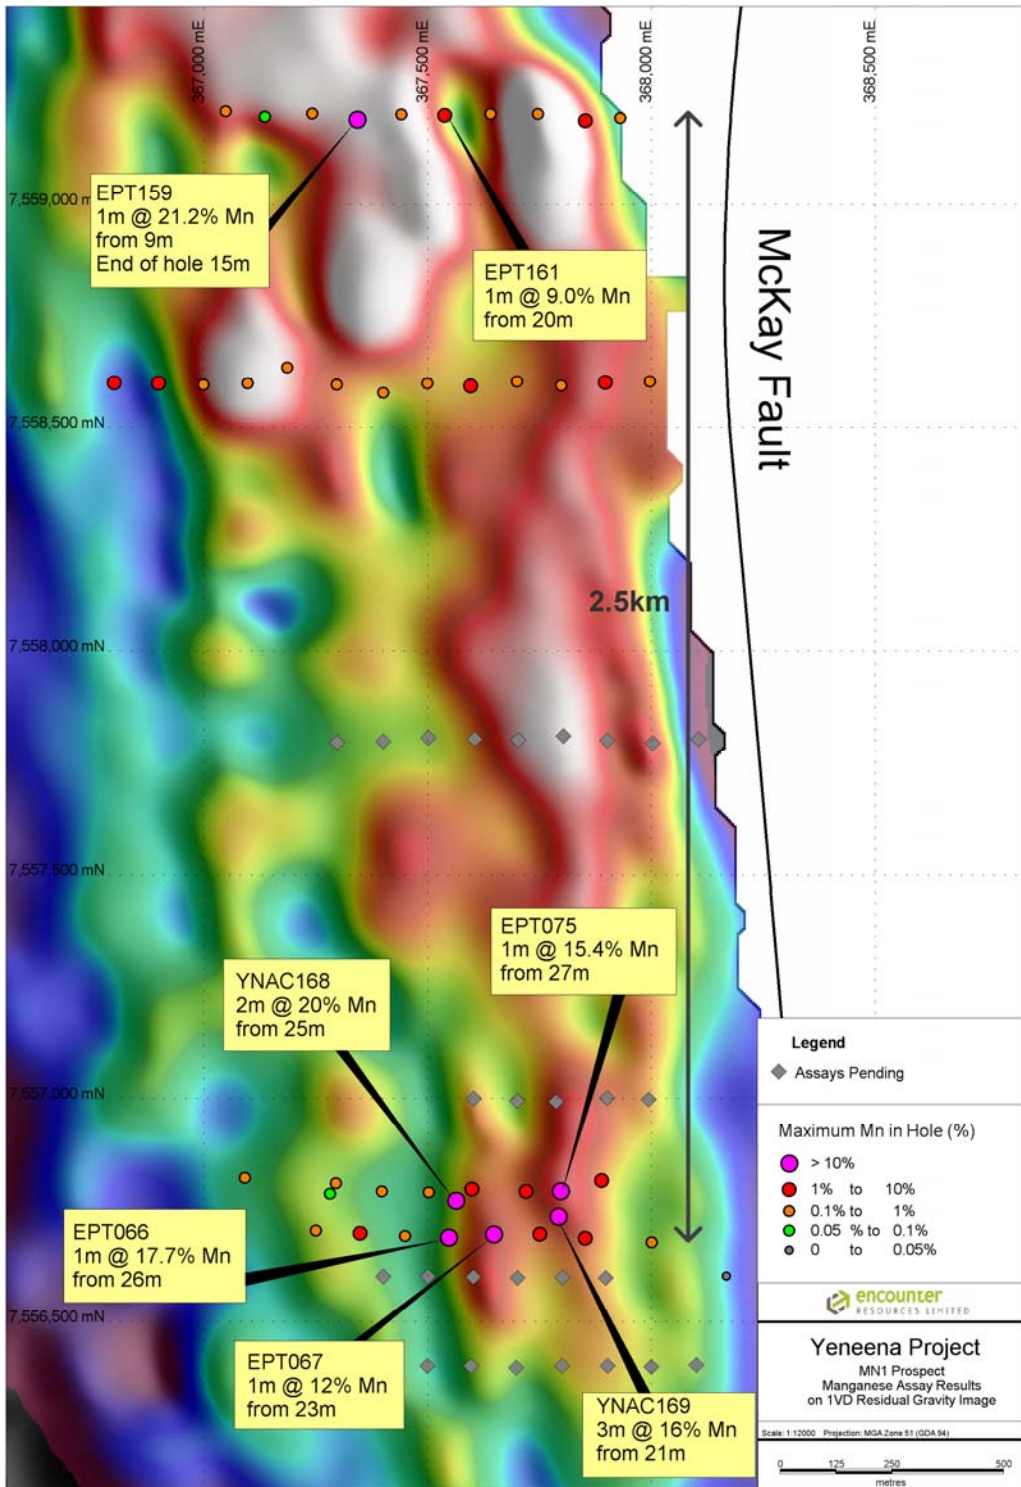 367,000 mE
367,500 mE
368,000 mE
368,500 mE
EPT159
1m @ 21.2% Mn
from 9m
End of hole 15m
7,559,000 m
EPT161
1m @ 9.0% Mn
from 20m
McKay Fault
7,558,500 mN
2.5km
7,558,000 mN
7,557,500 mN
EPT075
1m @ 15.4% Mn
from 27m
YNAC168
2m @ 20% Mn
from 25m
7,557,000 mN
EPT066
1m @ 17.7% Mn
from 26m
7,556,500 mN
EPT067
1m @ 12% Mn
from 23m
YNAC169
3m @ 16% Mn
from 21m
Legend
Assays Pending
Maximum Mn in Hole (%)
> 10%
1% to 10%
0.1% to 1%
0.05 % to 0.1%
0 to 0.05%
encounter
RESOURCES LIMITED
Yeneena Project
MN1 Prospect
Manganese Assay Results
on 1VD Residual Gravity Image
Scale: 1:12000 Projection: MGA Zone 51 (GDA 94)
0 125 250 500
metres